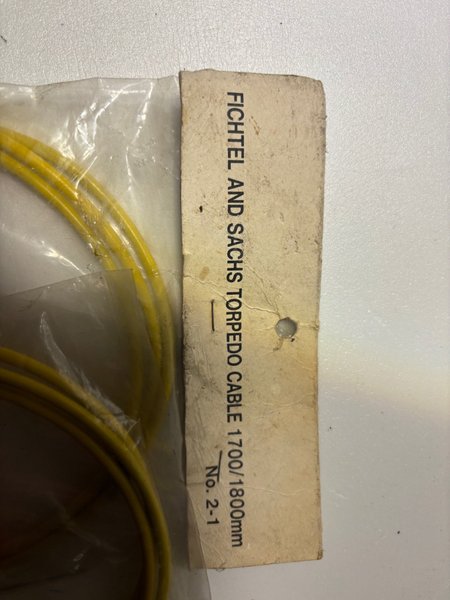 FICHTEL AND SACHS TORPEDO CABLE 1700/1800mm
No. 2-1